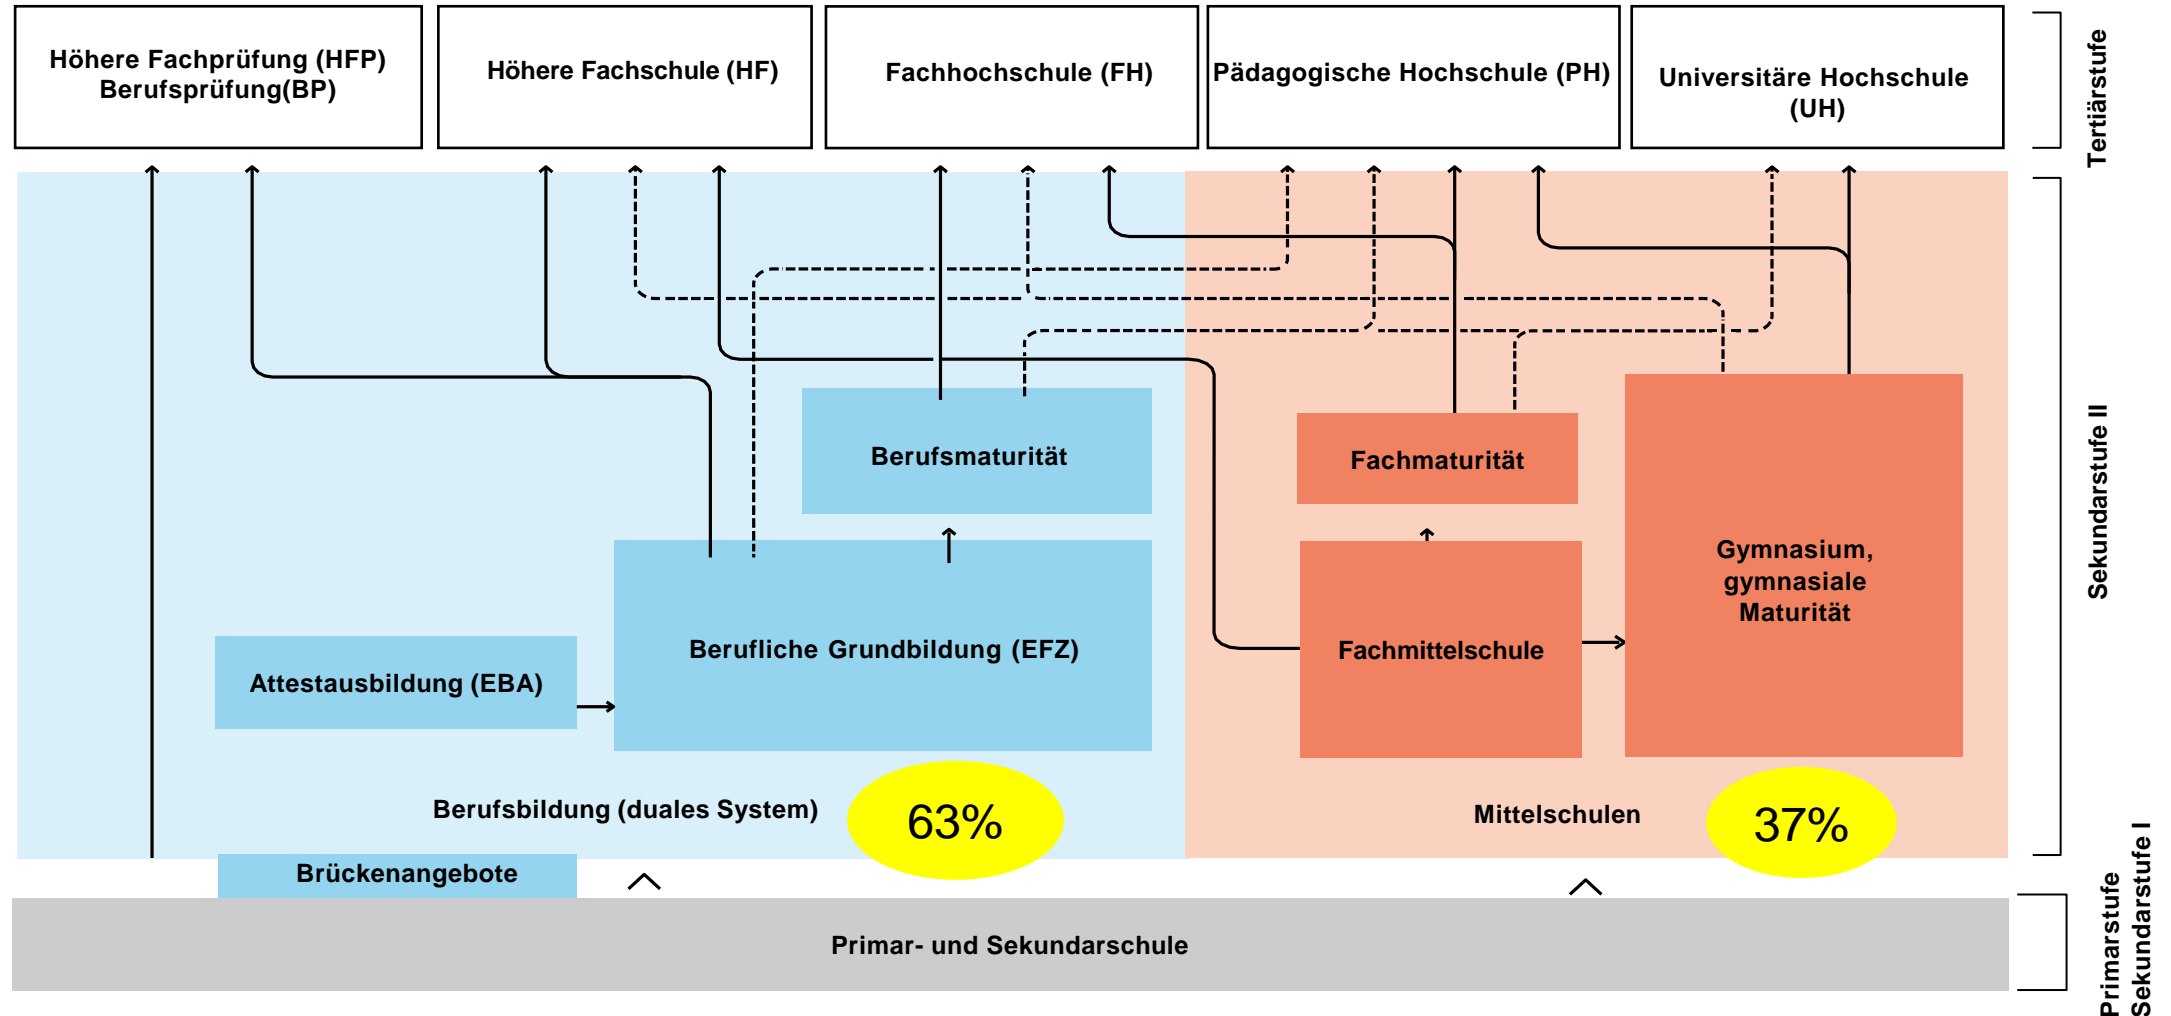 Höhere Fachprüfung (HFP)
Berufsprüfung(BP)
Höhere Fachschule (HF)
Fachhochschule (FH)
Pädagogische Hochschule (PH)
Universitäre Hochschule
(UH)
Tertiärstufe
Berufsmaturität
Fachmaturität
Sekundarstufe II
Gymnasium,
gymnasiale
Maturität
Berufliche Grundbildung (EFZ)
Fachmittelschule
Attestausbildung (EBA)
Berufsbildung (duales System)
63%
Mittelschulen
37%
Brückenangebote
Primar- und Sekundarschule
Primarstufe
Sekundarstufe I